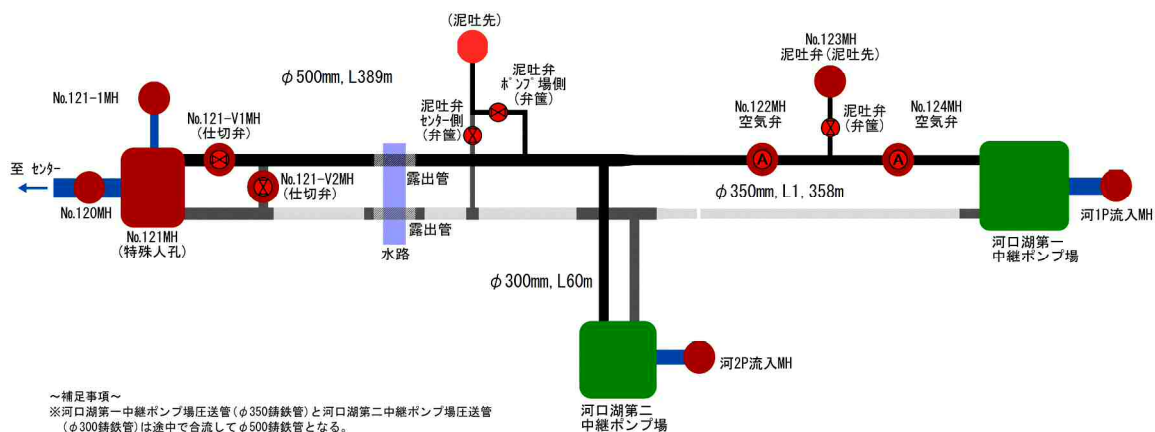 (泥吐先)
No.123MH
泥吐弁(泥吐先)
φ500mm, L389m
泥吐弁
ポンプ場側
(弁筐)
No.121-1MH
No.121-V1MH
(仕切弁)
泥吐弁
センター側
(弁筐)
No.122MH
空気弁
泥吐弁
(弁筐)
No.124MH
空気弁
至 センター
No.121-V2MH
(仕切弁)
露出管
φ350mm, L1,358m
No.120MH
河1P流入MH
No.121MH
(特殊人孔)
露出管
水路
河口湖第一
中継ポンプ場
φ300mm, L60m
河2P流入MH
河口湖第二
中継ポンプ場
～補足事項～
※河口湖第一中継ポンプ場圧送管(φ350鋳鉄管)と河口湖第二中継ポンプ場圧送管
(φ300鋳鉄管)は途中で合流してφ500鋳鉄管となる。